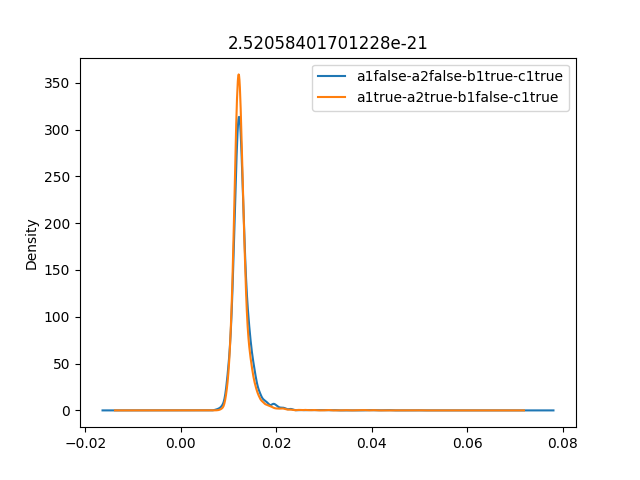 2.52058401701228e-21
a1false-a2false-b1true-c1true
a1true-a2true-b1false-c1true
Density
350
300
250
200
150
100
50
0
−0.02 0.00 0.02 0.04 0.06 0.08